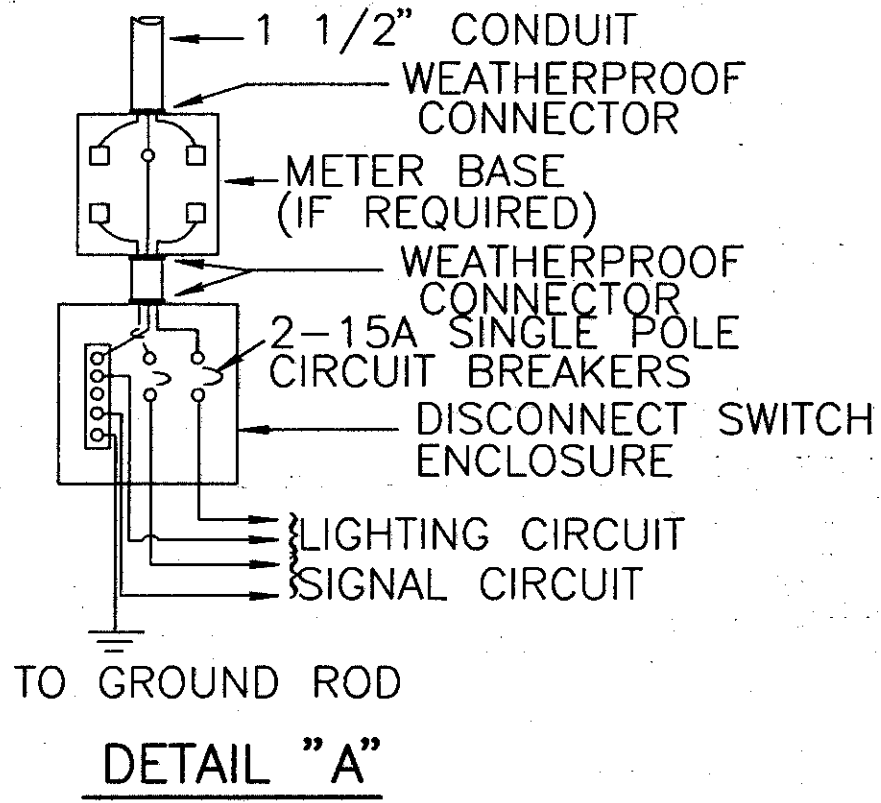 1 1/2" CONDUIT
WEATHERPROOF
CONNECTOR
METER BASE
(IF REQUIRED)
WEATHERPROOF
CONNECTOR
2-15A SINGLE POLE
CIRCUIT BREAKERS
DISCONNECT SWITCH
ENCLOSURE
LIGHTING CIRCUIT
SIGNAL CIRCUIT
TO GROUND ROD
DETAIL "A"